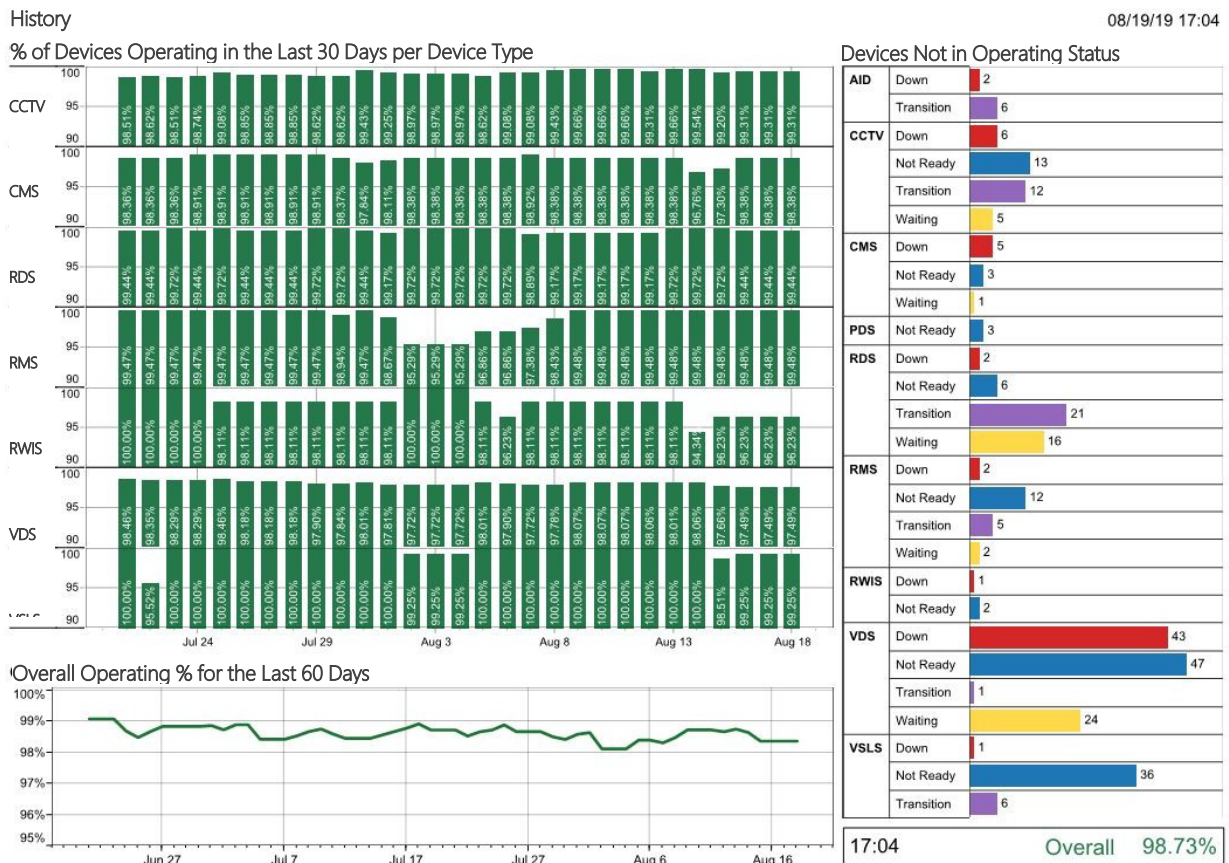 History
08/19/19 17:04
% of Devices Operating in the Last 30 Days per Device Type
CCTV
100
95
90
98.51% 98.62% 98.51% 98.74% 99.08% 98.85% 98.85% 98.85% 98.62% 98.62% 99.43% 99.25% 98.97% 98.97% 98.97% 98.62% 99.08% 99.08% 99.43% 99.66% 99.66% 99.66% 99.31% 99.66% 99.54% 99.20% 99.31% 99.31% 99.31%
CMS
100
95
90
98.36% 98.36% 98.36% 98.91% 98.91% 98.91% 98.91% 98.91% 98.91% 98.37% 97.84% 98.11% 98.38% 98.38% 98.38% 98.38% 98.38% 98.92% 98.38% 98.38% 98.38% 98.38% 98.38% 98.38% 96.76% 97.30% 98.38% 98.38% 98.38%
RDS
100
95
90
99.44% 99.44% 99.72% 99.44% 99.72% 99.44% 99.44% 99.44% 99.72% 99.72% 99.44% 99.17% 99.72% 99.72% 99.72% 99.72% 99.72% 98.89% 99.17% 99.17% 99.17% 99.17% 99.17% 99.72% 99.72% 99.72% 99.44% 99.44% 99.44%
RMS
95
90
99.47% 99.47% 99.47% 99.47% 99.47% 99.47% 99.47% 99.47% 99.47% 98.94% 99.47% 98.67% 95.29% 95.29% 95.29% 96.86% 96.86% 97.38% 98.43% 99.48% 99.48% 99.48% 99.48% 99.48% 99.48% 99.48% 99.48% 99.48% 99.48%
RWIS
100
95
90
100.00% 100.00% 100.00% 100.00% 98.11% 98.11% 98.11% 98.11% 98.11% 98.11% 98.11% 98.11% 100.00% 100.00% 100.00% 98.11% 96.23% 98.11% 98.11% 98.11% 98.11% 98.11% 98.11% 98.11% 94.34% 96.23% 96.23% 96.23% 96.23%
VDS
100
95
98.46% 98.35% 98.29% 98.29% 98.46% 98.18% 98.18% 98.18% 97.90% 97.84% 98.01% 97.81% 97.72% 97.72% 97.72% 98.01% 97.90% 97.72% 97.78% 98.07% 98.07% 98.07% 98.06% 98.01% 98.06% 97.66% 97.49% 97.49% 97.49%
100
95
90
100.00% 95.52% 100.00% 100.00% 100.00% 100.00% 100.00% 100.00% 100.00% 100.00% 100.00% 100.00% 99.25% 99.25% 99.25% 100.00% 100.00% 100.00% 100.00% 100.00% 100.00% 100.00% 100.00% 100.00% 100.00% 98.51% 99.25% 99.25% 99.25%
Jul 24 Jul 29 Aug 3 Aug 8 Aug 13 Aug 18
Overall Operating % for the Last 60 Days
100%
99%
98%
97%
96%
95%
Jun 27 Jul 7 Jul 17 Jul 27 Aug 6 Aug 16
Devices Not in Operating Status
AID Down 2
Transition 6
CCTV Down 6
Not Ready 13
Transition 12
Waiting 5
CMS Down 5
Not Ready 3
Waiting 1
PDS Not Ready 3
RDS Down 2
Not Ready 6
Transition 21
Waiting 16
RMS Down 2
Not Ready 12
Transition 5
Waiting 2
RWIS Down 1
Not Ready 2
VDS Down 43
Not Ready 47
Transition 1
Waiting 24
VSLS Down 1
Not Ready 36
Transition 6
17:04 Overall 98.73%